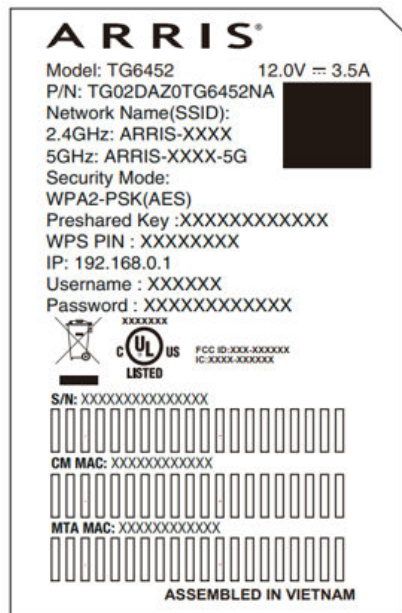 ARRIS®
Model: TG6452 12.0V ⎓ 3.5A
P/N: TG02DAZ0TG6452NA
Network Name(SSID):
2.4GHz: ARRIS-XXXX
5GHz: ARRIS-XXXX-5G
Security Mode:
WPA2-PSK(AES)
Preshared Key :XXXXXXXXXXXX
WPS PIN : XXXXXXXX
IP: 192.168.0.1
Username : XXXXXX
Password : XXXXXXXXXXXXX
XXXXXXX
C UL US
LISTED
FCC ID:XXX-XXXXXX
IC:XXXX-XXXXXX
S/N: XXXXXXXXXXXXXXX
CM MAC: XXXXXXXXXXXX
MTA MAC: XXXXXXXXXXXX
ASSEMBLED IN VIETNAM